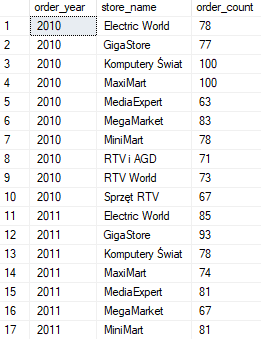 order_year store_name order_count
1 2010 Electric World 78
2 2010 GigaStore 77
3 2010 Komputery Świat 100
4 2010 MaxiMart 100
5 2010 MediaExpert 63
6 2010 MegaMarket 83
7 2010 MiniMart 78
8 2010 RTV i AGD 71
9 2010 RTV World 73
10 2010 Sprzęt RTV 67
11 2011 Electric World 85
12 2011 GigaStore 93
13 2011 Komputery Świat 78
14 2011 MaxiMart 74
15 2011 MediaExpert 81
16 2011 MegaMarket 67
17 2011 MiniMart 81